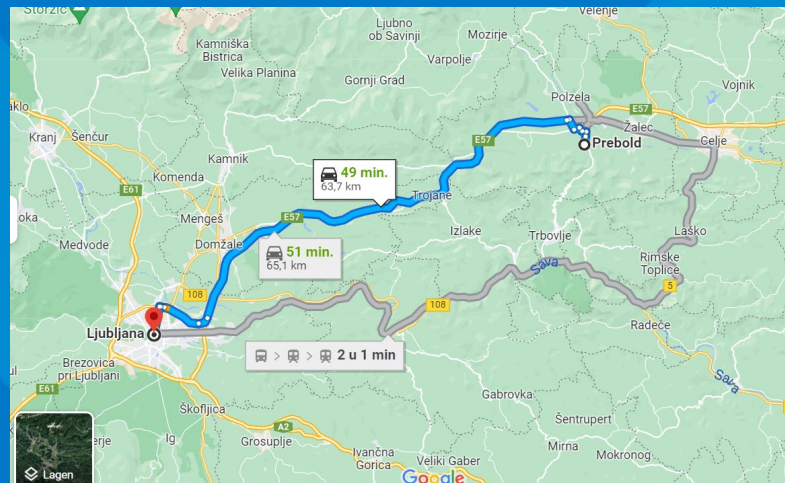 Storžič
Ljubno
ob Savinji
Mozirje
Velenje
Kamniška
Bistrica
Velika Planina
Varpolje
Gornji Grad
Vojnik
Polzela
E57
Žalec
Celje
E57
Prebold
Kranj
Šenčur
Kamnik
49 min.
63,7 km
Trojane
E61
Komenda
Mengeš
E57
Izlake
Trbovlje
Laško
Medvode
Domžale
51 min.
65,1 km
Rimske
Toplice
Sava
5
108
108
Radeče
Ljubljana
2 u 1 min
Brezovica
pri Ljubljani
Sava
E61
Gabrovka
Škofljica
A2
Šentrupert
Ig
Grosuplje
Ivančna
Gorica
Veliki Gaber
Mirna
Mokronog
Lagen
Google